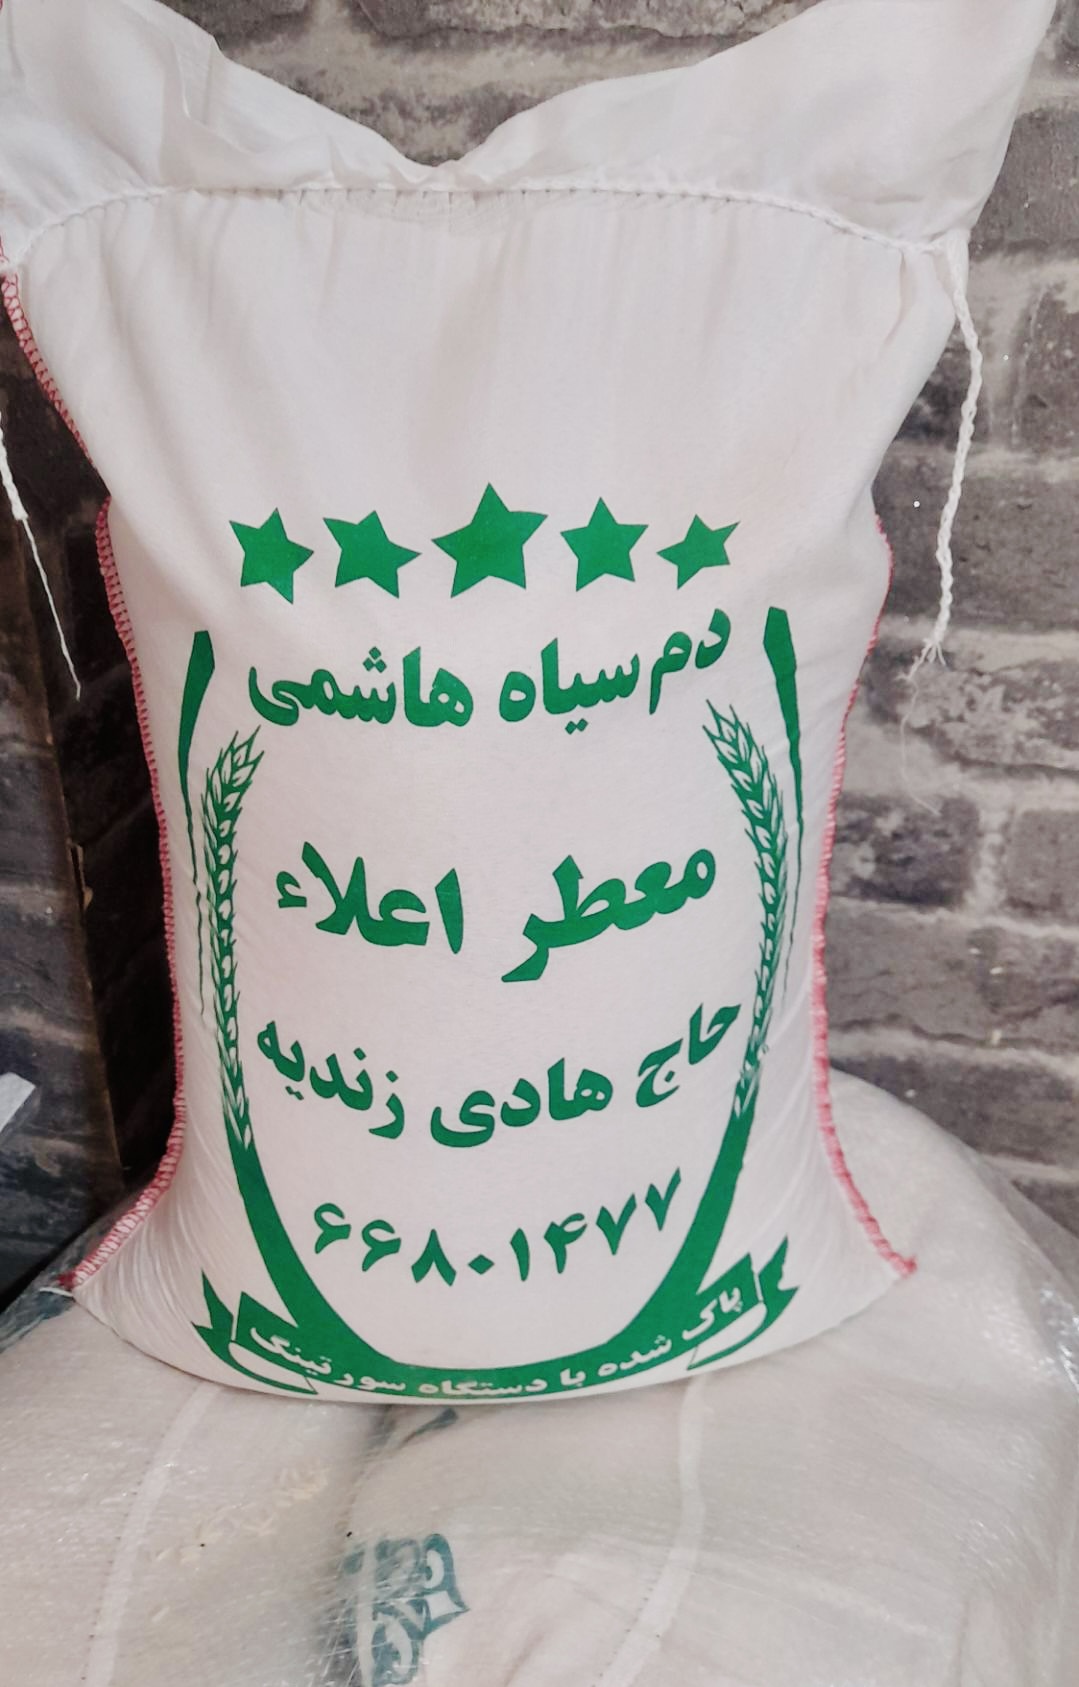 دم سیاه هاشمی
معطر اعلاء
حاج هادی زندیه
۶۶۸۰۱۴۷۷
پاک شده با دستگاه سورتینگ